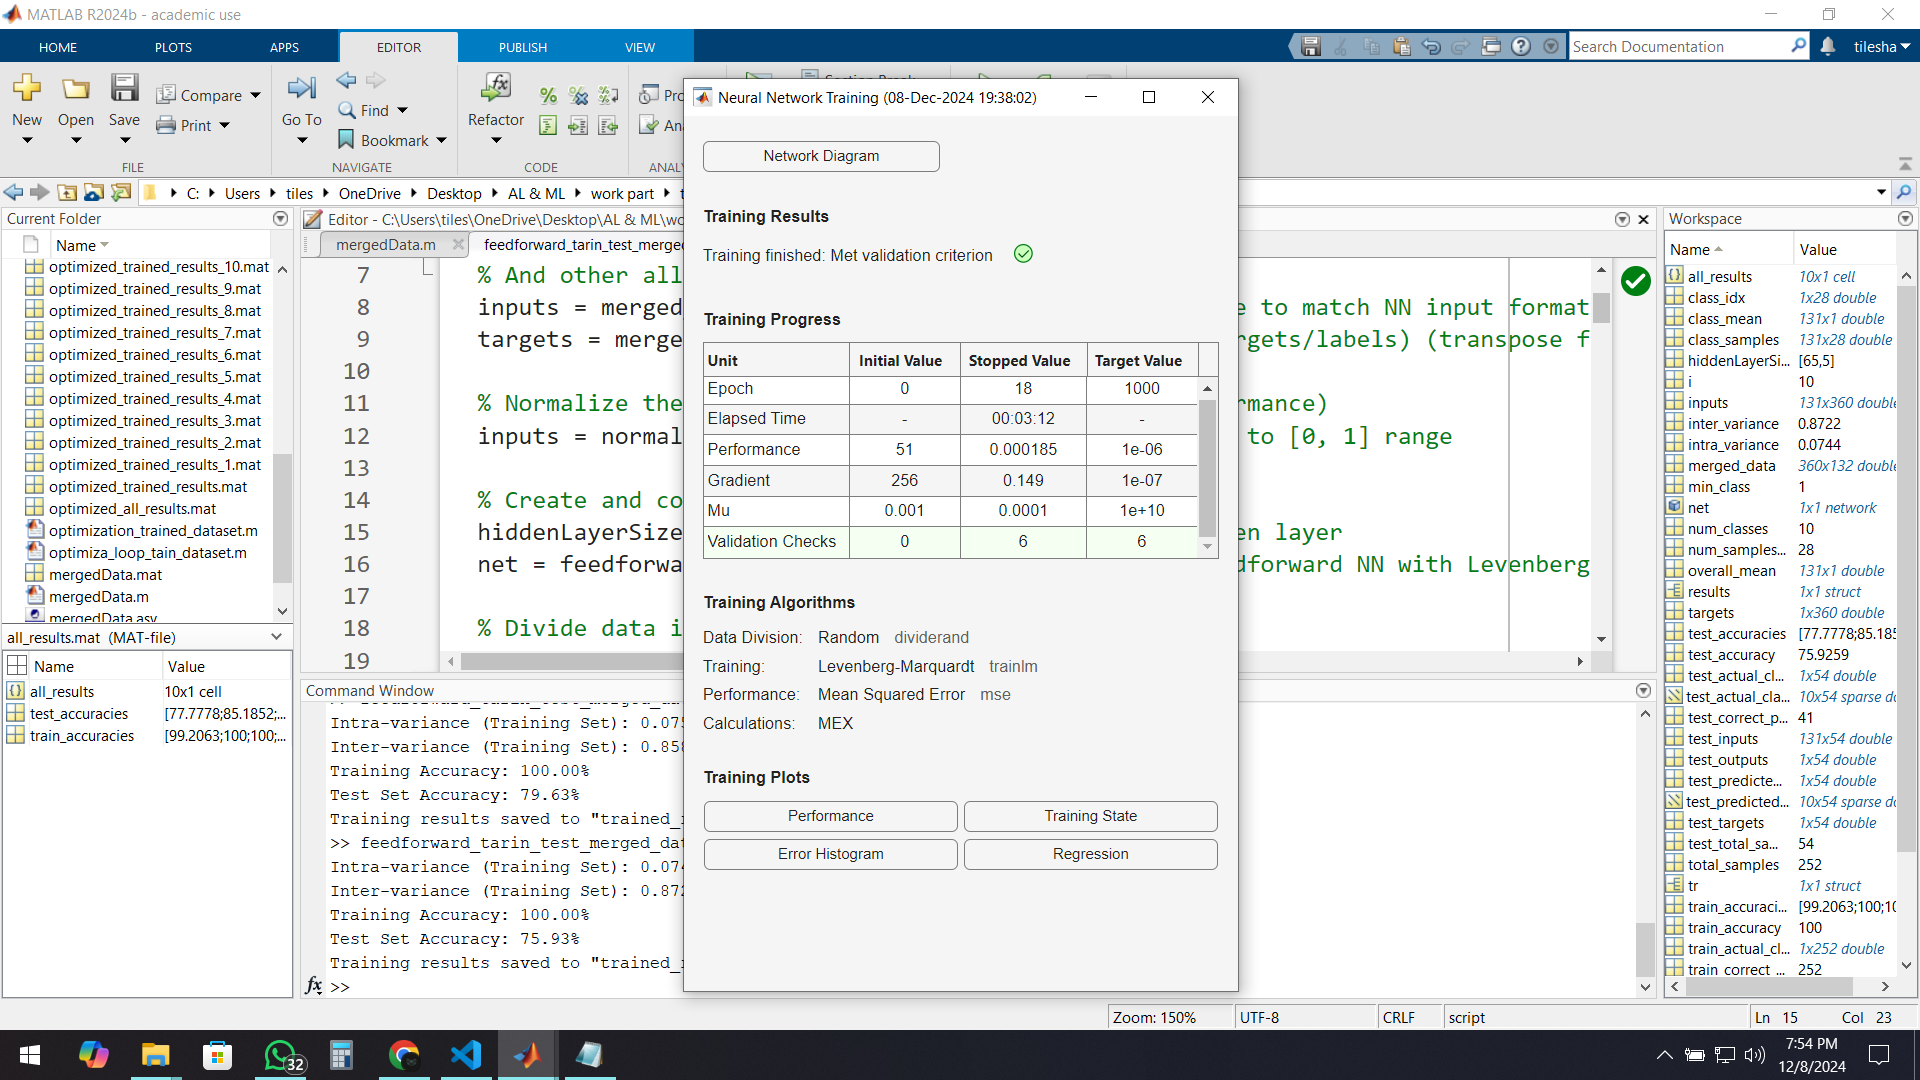 MATLAB R2024b - academic use
HOME PLOTS APPS EDITOR PUBLISH VIEW
Search Documentation
tilesha
New Open Save Compare Print
FILE
Go To Find Bookmark
NAVIGATE
Refactor
CODE
C: Users tiles OneDrive Desktop AL & ML work part
Current Folder
Name
optimized_trained_results_10.mat
optimized_trained_results_9.mat
optimized_trained_results_8.mat
optimized_trained_results_7.mat
optimized_trained_results_6.mat
optimized_trained_results_5.mat
optimized_trained_results_4.mat
optimized_trained_results_3.mat
optimized_trained_results_2.mat
optimized_trained_results_1.mat
optimized_trained_results.mat
optimized_all_results.mat
optimization_trained_dataset.m
optimiza_loop_tain_dataset.m
mergedData.mat
mergedData.m
mergedData.asv
all_results.mat (MAT-file)
Name Value
all_results 10x1 cell
test_accuracies [77.7778;85.1852;...
train_accuracies [99.2063;100;100;...
Editor - C:\Users\tiles\OneDrive\Desktop\AL & ML\wo
mergedData.m feedforward_tarin_test_merged
7 % And other all
8 inputs = merged e to match NN input format
9 targets = merge rgets/labels) (transpose f
10
11 % Normalize the rmance)
12 inputs = normal to [0, 1] range
13
14 % Create and co
15 hiddenLayerSize en layer
16 net = feedforwa dforward NN with Levenberg
17
18 % Divide data i
19
Command Window
Intra-variance (Training Set): 0.075
Inter-variance (Training Set): 0.858
Training Accuracy: 100.00%
Test Set Accuracy: 79.63%
Training results saved to "trained_
>> feedforward_tarin_test_merged_dat
Intra-variance (Training Set): 0.074
Inter-variance (Training Set): 0.872
Training Accuracy: 100.00%
Test Set Accuracy: 75.93%
Training results saved to "trained_
fx >>
Neural Network Training (08-Dec-2024 19:38:02)
Network Diagram
Training Results
Training finished: Met validation criterion
Training Progress
Unit Initial Value Stopped Value Target Value
Epoch 0 18 1000
Elapsed Time - 00:03:12 -
Performance 51 0.000185 1e-06
Gradient 256 0.149 1e-07
Mu 0.001 0.0001 1e+10
Validation Checks 0 6 6
Training Algorithms
Data Division: Random dividerand
Training: Levenberg-Marquardt trainlm
Performance: Mean Squared Error mse
Calculations: MEX
Training Plots
Performance Training State
Error Histogram Regression
Workspace
Name Value
all_results 10x1 cell
class_idx 1x28 double
class_mean 131x1 double
class_samples 131x28 double
hiddenLayerSi... [65,5]
i 10
inputs 131x360 double
inter_variance 0.8722
intra_variance 0.0744
merged_data 360x132 double
min_class 1
net 1x1 network
num_classes 10
num_samples... 28
overall_mean 131x1 double
results 1x1 struct
targets 1x360 double
test_accuracies [77.7778;85.185
test_accuracy 75.9259
test_actual_cl... 1x54 double
test_actual_cla... 10x54 sparse do
test_correct_p... 41
test_inputs 131x54 double
test_outputs 1x54 double
test_predicte... 1x54 double
test_predicted... 10x54 sparse do
test_targets 1x54 double
test_total_sa... 54
total_samples 252
tr 1x1 struct
train_accuraci... [99.2063;100;10
train_accuracy 100
train_actual_cl... 1x252 double
train_correct_... 252
Zoom: 150% UTF-8 CRLF script Ln 15 Col 23
32
7:54 PM
12/8/2024